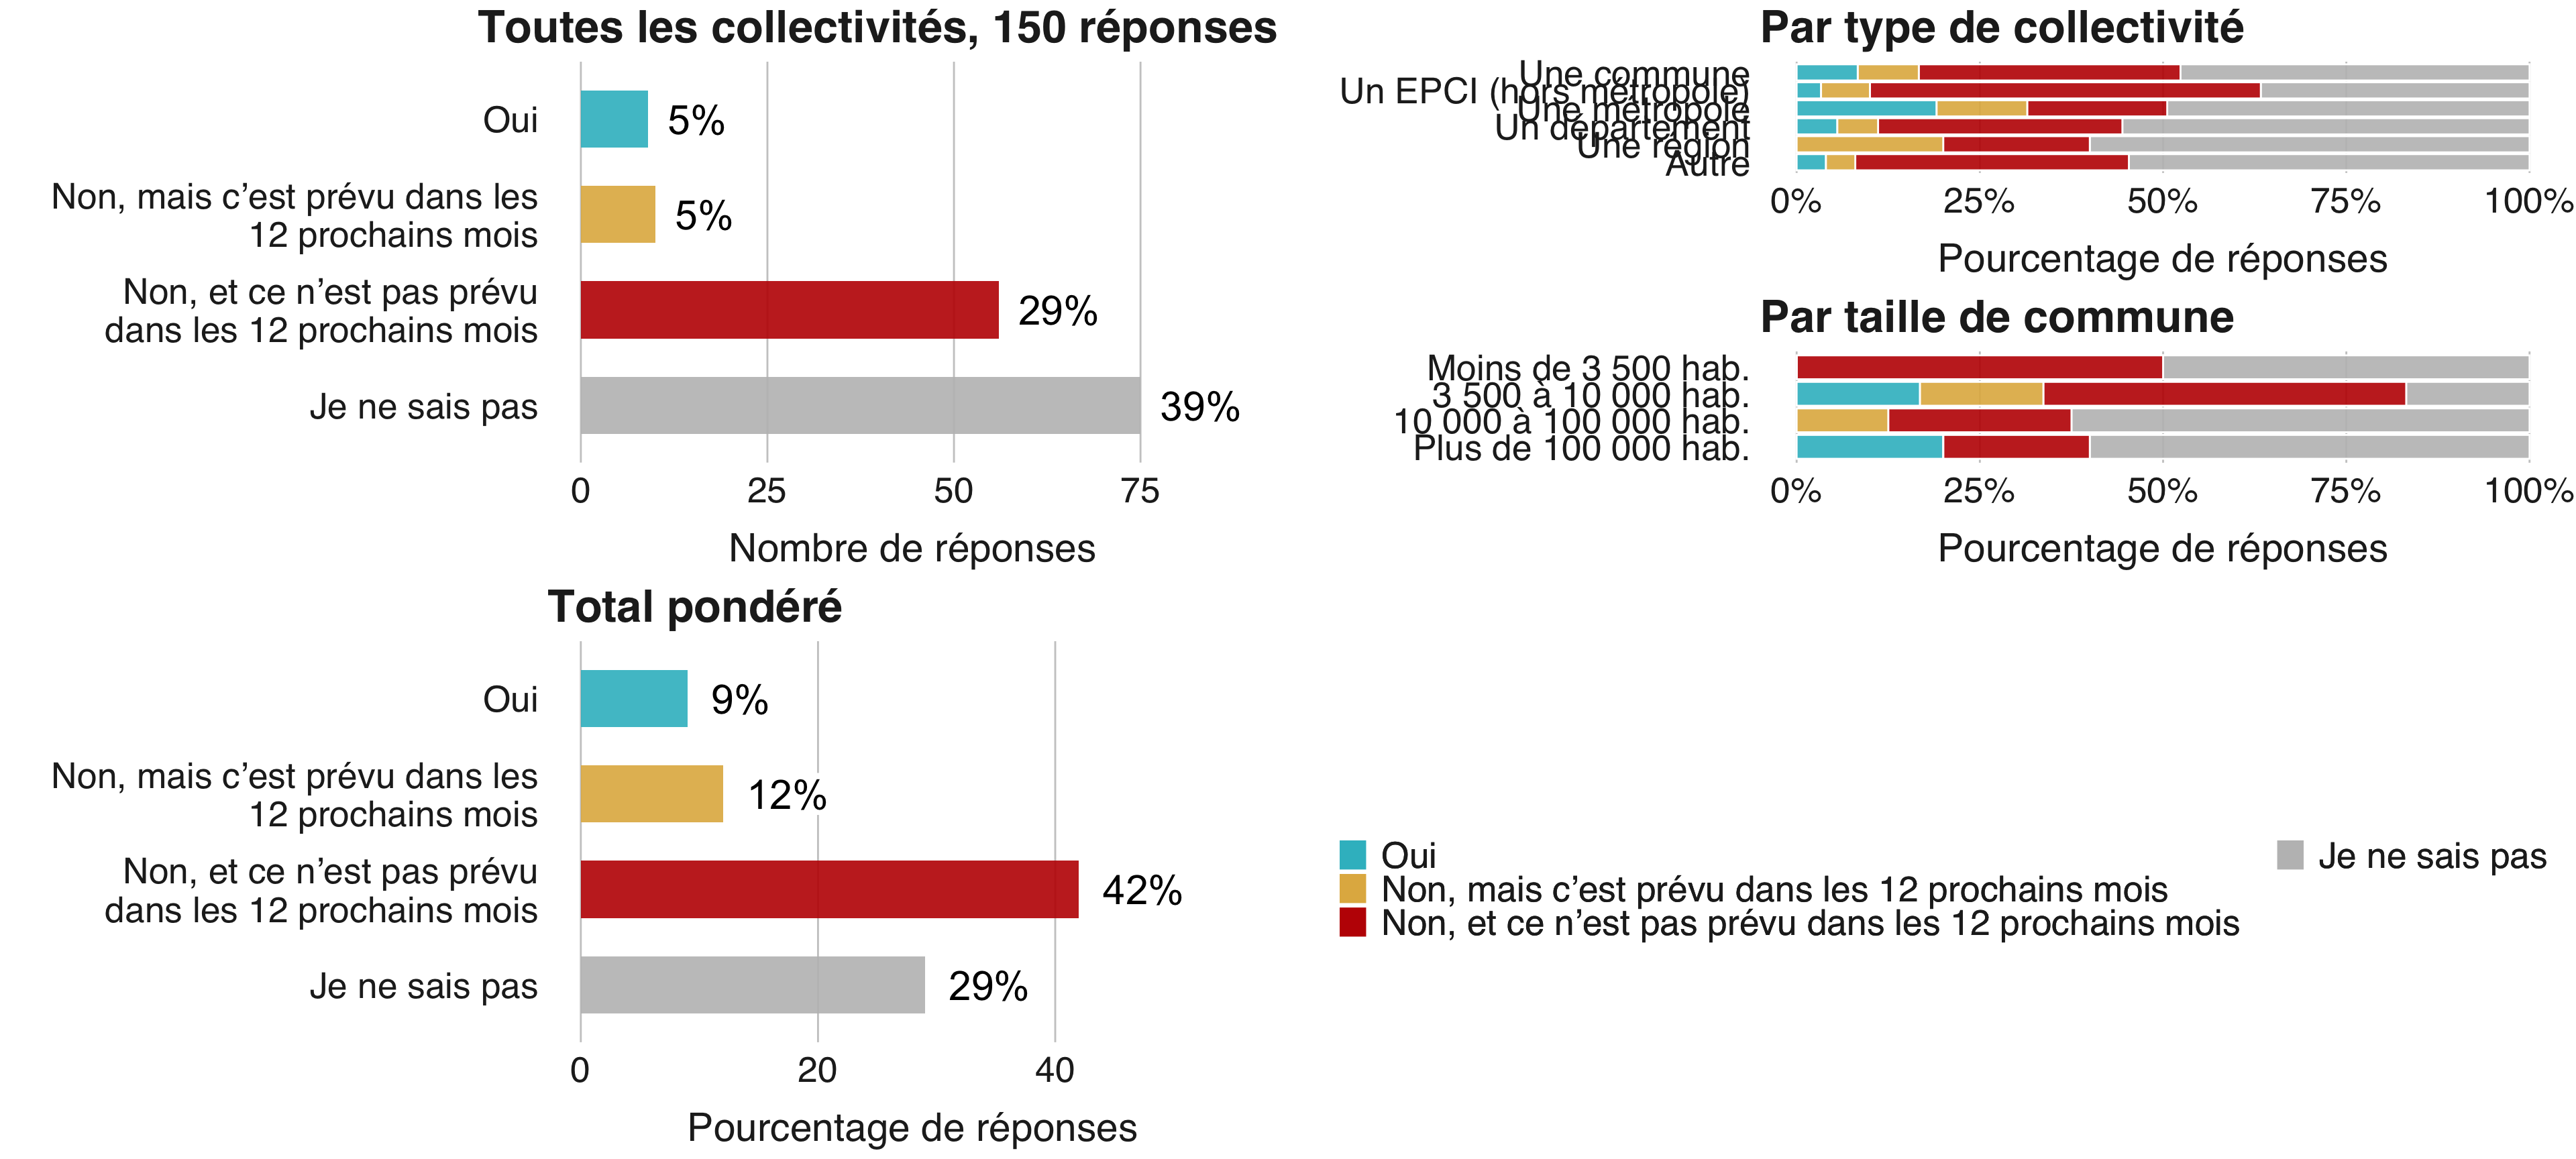 Toutes les collectivités, 150 réponses
Oui
5%
Non, mais c’est prévu dans les
12 prochains mois
5%
Non, et ce n’est pas prévu
dans les 12 prochains mois
29%
Je ne sais pas
39%
0 25 50 75
Nombre de réponses
Total pondéré
Oui
9%
Non, mais c’est prévu dans les
12 prochains mois
12%
Non, et ce n’est pas prévu
dans les 12 prochains mois
42%
Je ne sais pas
29%
0 20 40
Pourcentage de réponses
Par type de collectivité
Une commune
Un EPCI (hors métropole)
Une métropole
Un département
Une région
Autre
0% 25% 50% 75% 100%
Pourcentage de réponses
Par taille de commune
Moins de 3 500 hab.
3 500 à 10 000 hab.
10 000 à 100 000 hab.
Plus de 100 000 hab.
0% 25% 50% 75% 100%
Pourcentage de réponses
Oui
Non, mais c’est prévu dans les 12 prochains mois
Non, et ce n’est pas prévu dans les 12 prochains mois
Je ne sais pas